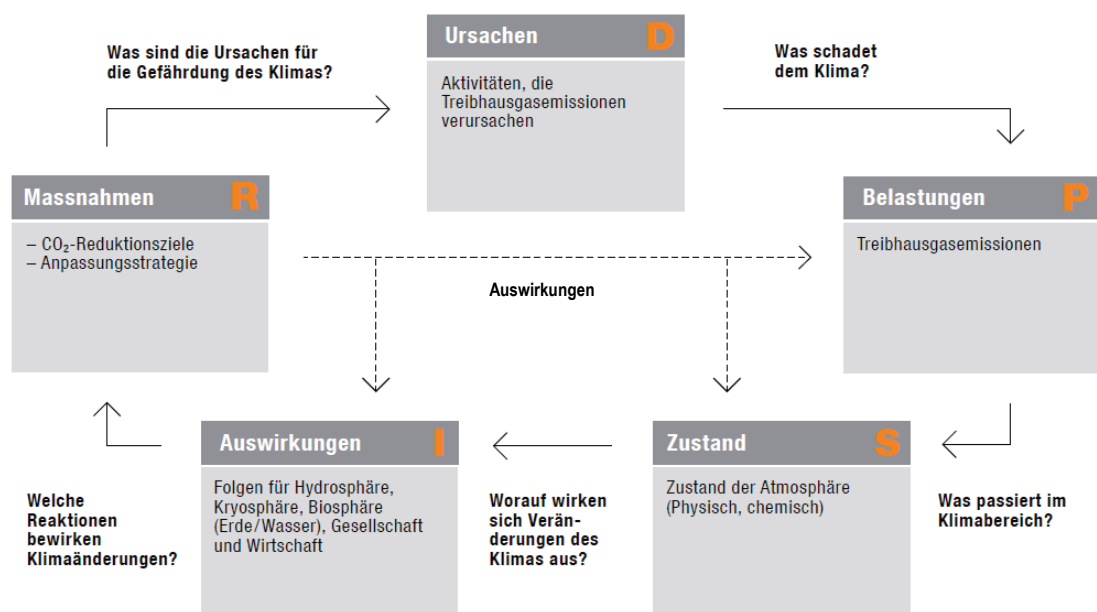 Was sind die Ursachen für
die Gefährdung des Klimas?
Ursachen D
Aktivitäten, die
Treibhausgasemissionen
verursachen
Was schadet
dem Klima?
Massnahmen R
– CO₂-Reduktionsziele
– Anpassungsstrategie
Belastungen P
Treibhausgasemissionen
Auswirkungen
Auswirkungen I
Folgen für Hydrosphäre,
Kryosphäre, Biosphäre
(Erde/Wasser), Gesellschaft
und Wirtschaft
Zustand S
Zustand der Atmosphäre
(Physisch, chemisch)
Welche
Reaktionen
bewirken
Klimaänderungen?
Worauf wirken
sich Verän-
derungen des
Klimas aus?
Was passiert im
Klimabereich?